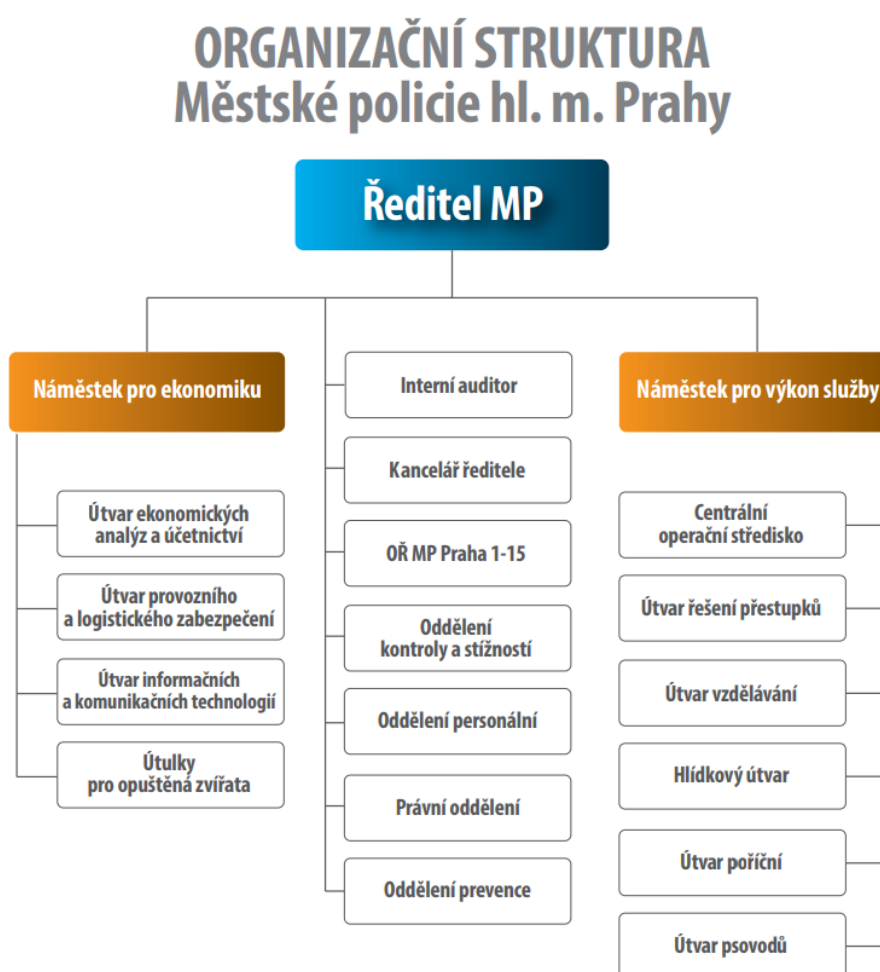 ORGANIZAČNÍ STRUKTURA
Městské policie hl. m. Prahy
Ředitel MP
Náměstek pro ekonomiku
Útvar ekonomických
analýz a účetnictví
Útvar provozního
a logistického zabezpečení
Útvar informačních
a komunikačních technologií
Útulky
pro opuštěná zvířata
Interní auditor
Kancelář ředitele
OŘ MP Praha 1-15
Oddělení
kontroly a stížností
Oddělení personální
Právní oddělení
Oddělení prevence
Náměstek pro výkon služby
Centrální
operační středisko
Útvar řešení přestupků
Útvar vzdělávání
Hlídkový útvar
Útvar poříční
Útvar psovodů